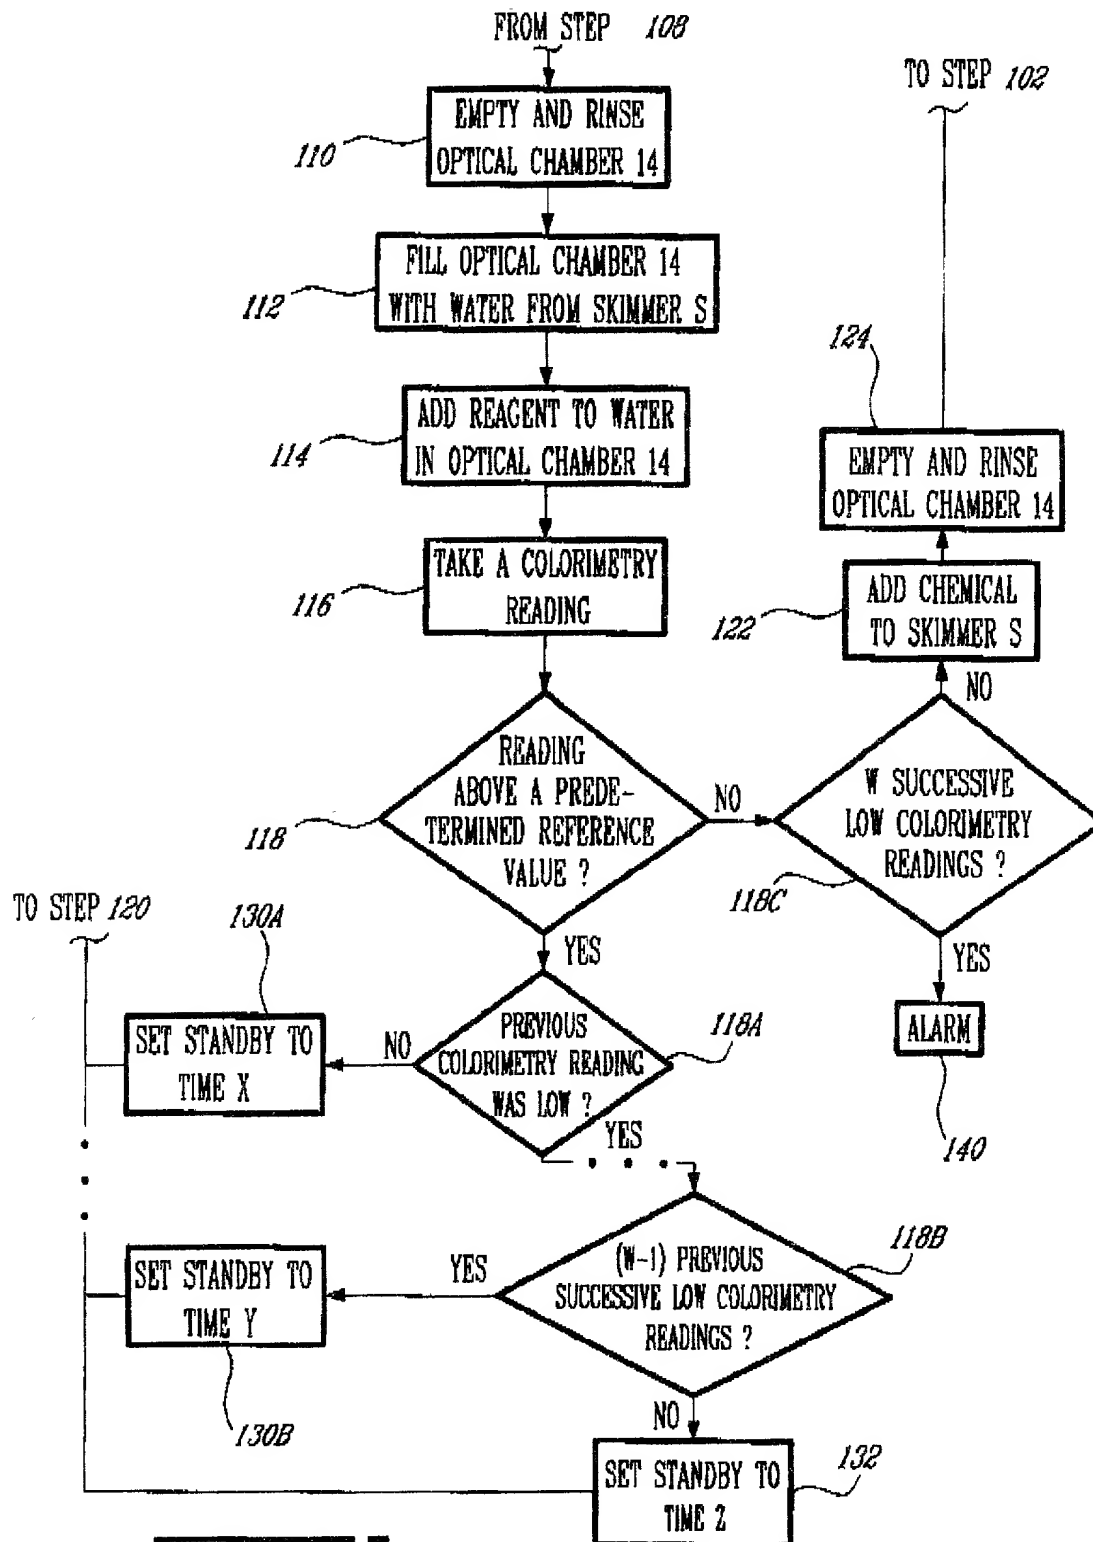 FROM STEP 108
TO STEP 102
EMPTY AND RINSE
OPTICAL CHAMBER 14
110
FILL OPTICAL CHAMBER 14
WITH WATER FROM SKIMMER S
112
ADD REAGENT TO WATER
IN OPTICAL CHAMBER 14
114
124
EMPTY AND RINSE
OPTICAL CHAMBER 14
TAKE A COLORIMETRY
READING
116
ADD CHEMICAL
TO SKIMMER S
122
NO
READING
ABOVE A PREDE-
TERMINED REFERENCE
VALUE ?
118
NO
W SUCCESSIVE
LOW COLORIMETRY
READINGS ?
118C
YES
ALARM
140
TO STEP 120
130A
YES
SET STANDBY TO
TIME X
NO
PREVIOUS
COLORIMETRY READING
WAS LOW ?
118A
YES
SET STANDBY TO
TIME Y
130B
YES
(W-1) PREVIOUS
SUCCESSIVE LOW COLORIMETRY
READINGS ?
118B
NO
SET STANDBY TO
TIME Z
132